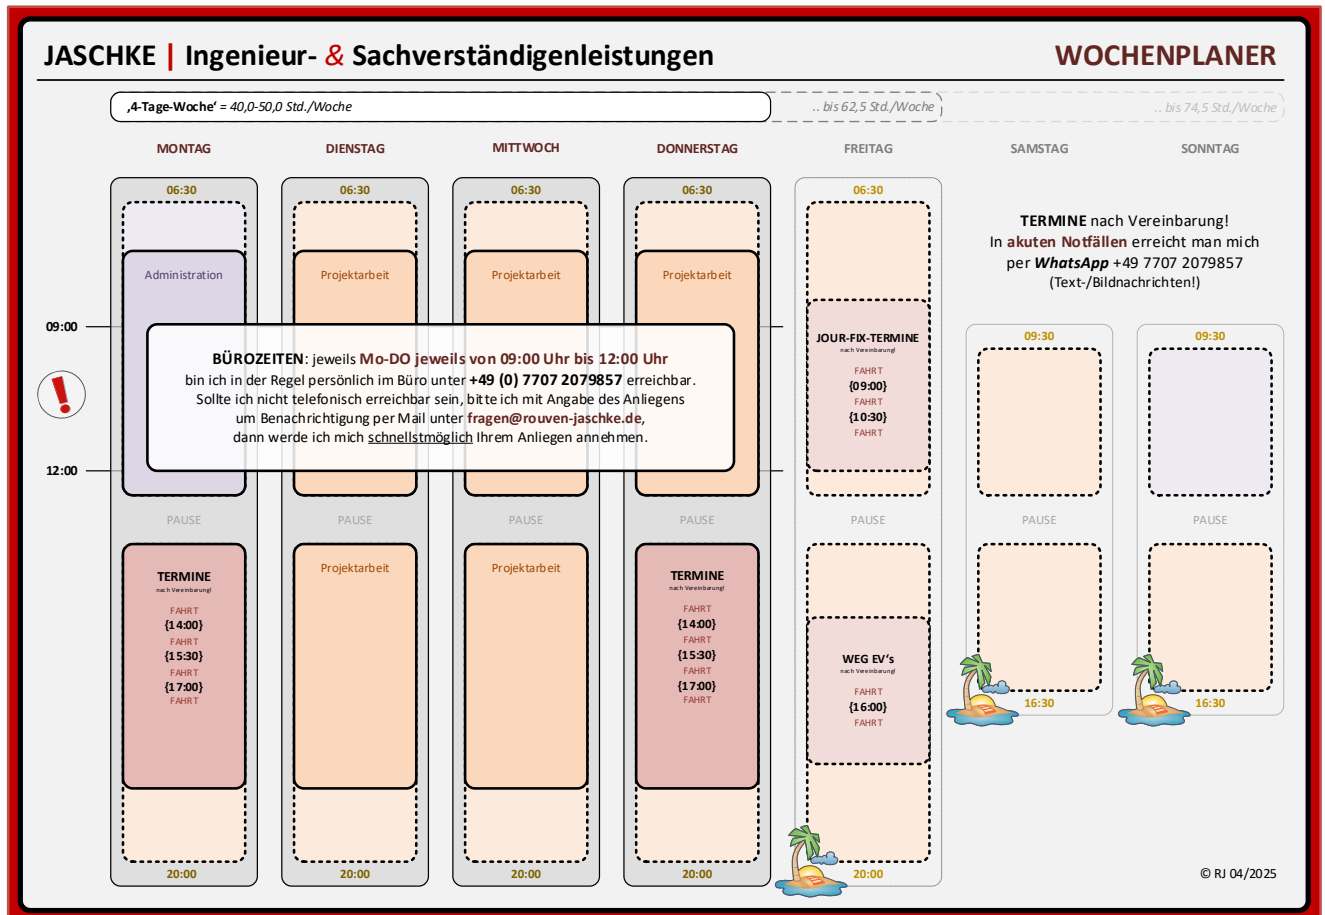 JASCHKE | Ingenieur- & Sachverständigenleistungen
WOCHENPLANER
‚4-Tage-Woche‘ = 40,0-50,0 Std./Woche
.. bis 62,5 Std./Woche
.. bis 74,5 Std./Woche
MONTAG
DIENSTAG
MITTWOCH
DONNERSTAG
FREITAG
SAMSTAG
SONNTAG
06:30
06:30
06:30
06:30
06:30
TERMINE nach Vereinbarung!
In akuten Notfällen erreicht man mich
per WhatsApp +49 7707 2079857
(Text-/Bildnachrichten!)
Administration
Projektarbeit
Projektarbeit
Projektarbeit
09:00
12:00
BÜROZEITEN: jeweils Mo-DO jeweils von 09:00 Uhr bis 12:00 Uhr
bin ich in der Regel persönlich im Büro unter +49 (0) 7707 2079857 erreichbar.
Sollte ich nicht telefonisch erreichbar sein, bitte ich mit Angabe des Anliegens
um Benachrichtigung per Mail unter fragen@rouven-jaschke.de,
dann werde ich mich schnellstmöglich Ihrem Anliegen annehmen.
JOUR-FIX-TERMINE
nach Vereinbarung!
FAHRT
{09:00}
FAHRT
{10:30}
FAHRT
09:30
09:30
PAUSE
PAUSE
PAUSE
PAUSE
PAUSE
PAUSE
PAUSE
TERMINE
nach Vereinbarung!
FAHRT
{14:00}
FAHRT
{15:30}
FAHRT
{17:00}
FAHRT
Projektarbeit
Projektarbeit
TERMINE
nach Vereinbarung!
FAHRT
{14:00}
FAHRT
{15:30}
FAHRT
{17:00}
FAHRT
WEG EV‘s
nach Vereinbarung!
FAHRT
{16:00}
FAHRT
16:30
16:30
20:00
20:00
20:00
20:00
20:00
© RJ 04/2025